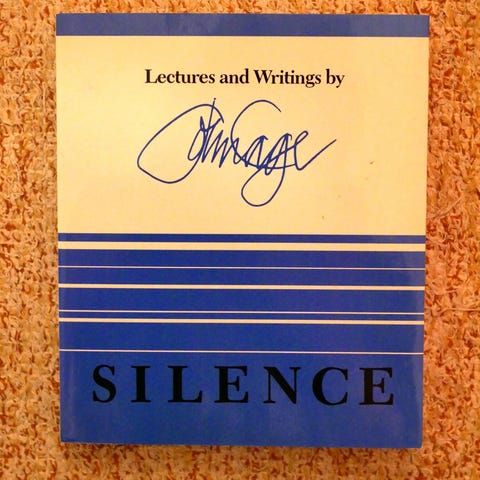 Lectures and Writings by
John Cage
SILENCE